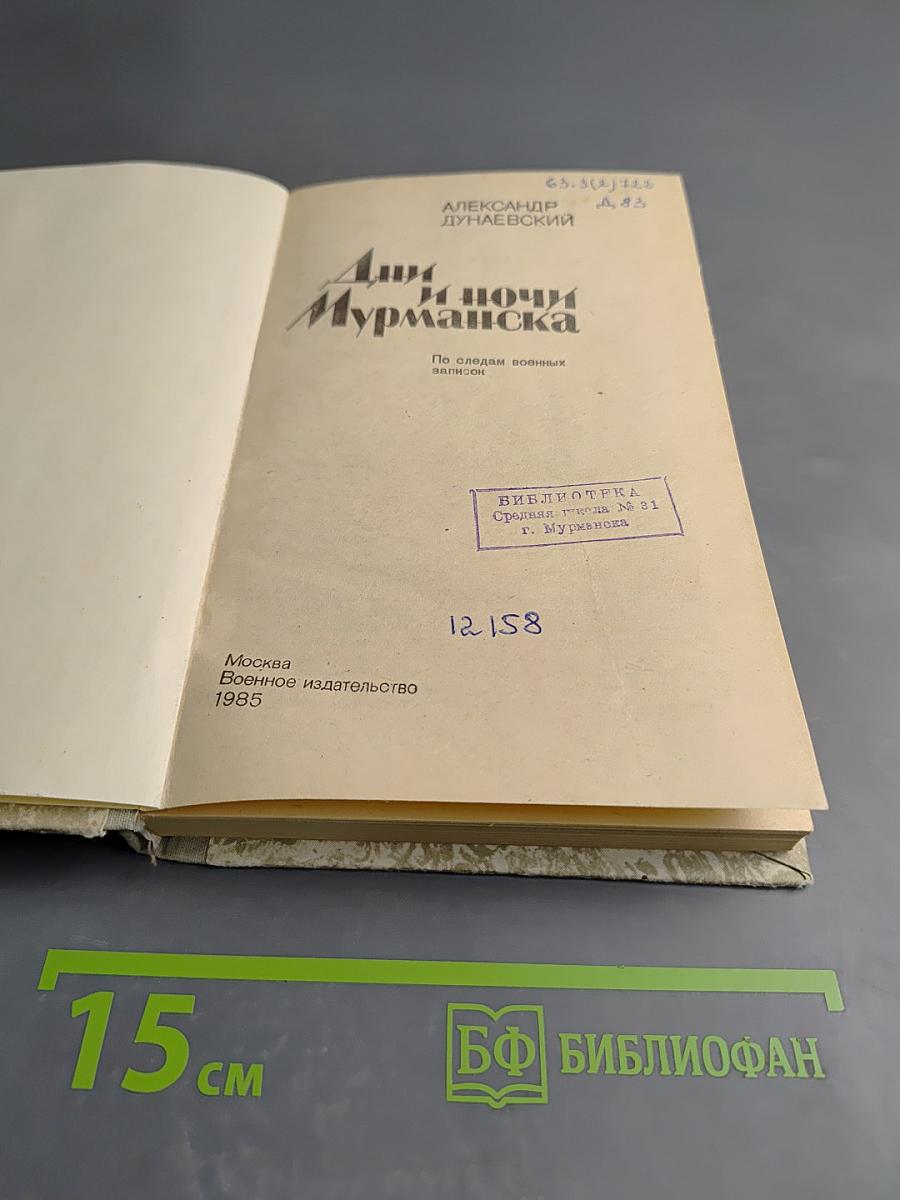 63.3(2)722
Д 83
АЛЕКСАНДР
ДУНАЕВСКИЙ
Дни
и ночи
Мурманска
По следам военных
записок
БИБЛИОТЕКА
Средняя школа № 31
г. Мурманска
12158
Москва
Военное издательство
1985
15 см
БФ БИБЛИОФАН